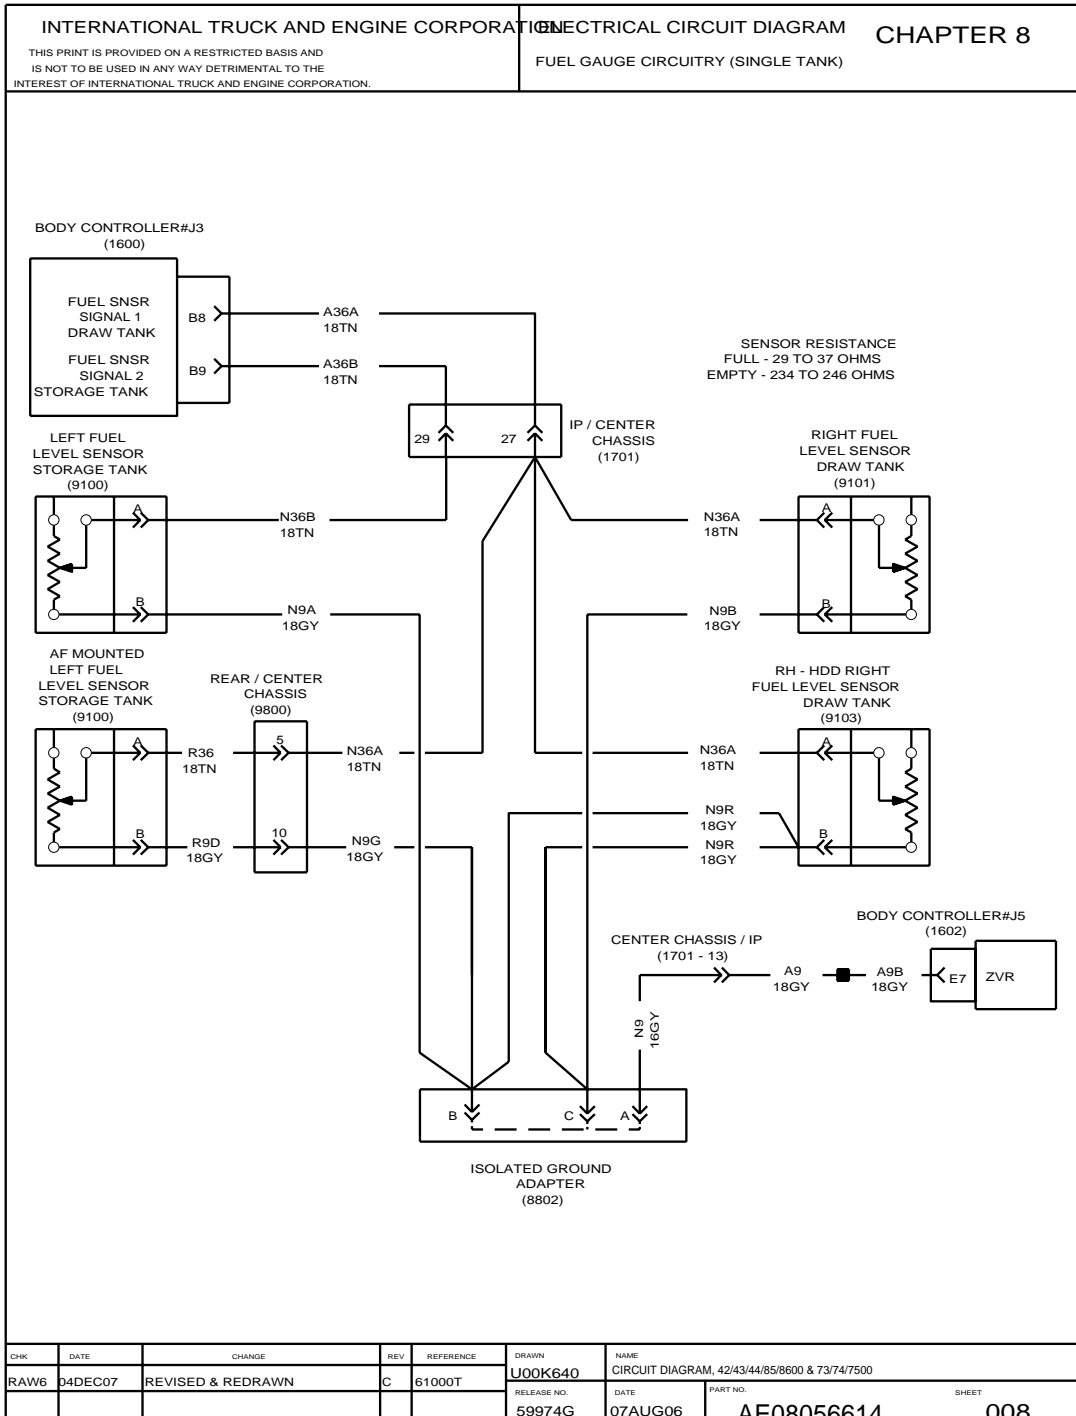 INTERNATIONAL TRUCK AND ENGINE CORPORATION
THIS PRINT IS PROVIDED ON A RESTRICTED BASIS AND
IS NOT TO BE USED IN ANY WAY DETRIMENTAL TO THE
INTEREST OF INTERNATIONAL TRUCK AND ENGINE CORPORATION.
ELECTRICAL CIRCUIT DIAGRAM
CHAPTER 8
FUEL GAUGE CIRCUITRY (SINGLE TANK)
BODY CONTROLLER#J3
(1600)
FUEL SNSR
SIGNAL 1
DRAW TANK
B8
A36A
18TN
FUEL SNSR
SIGNAL 2
STORAGE TANK
B9
A36B
18TN
SENSOR RESISTANCE
FULL - 29 TO 37 OHMS
EMPTY - 234 TO 246 OHMS
29
27
IP / CENTER
CHASSIS
(1701)
LEFT FUEL
LEVEL SENSOR
STORAGE TANK
(9100)
A
N36B
18TN
B
N9A
18GY
RIGHT FUEL
LEVEL SENSOR
DRAW TANK
(9101)
N36A
18TN
A
N9B
18GY
B
AF MOUNTED
LEFT FUEL
LEVEL SENSOR
STORAGE TANK
(9100)
REAR / CENTER
CHASSIS
(9800)
A
R36
18TN
5
N36A
18TN
B
R9D
18GY
10
N9G
18GY
RH - HDD RIGHT
FUEL LEVEL SENSOR
DRAW TANK
(9103)
N36A
18TN
A
N9R
18GY
N9R
18GY
B
BODY CONTROLLER#J5
(1602)
CENTER CHASSIS / IP
(1701 - 13)
A9
18GY
A9B
18GY
E7
ZVR
N9
16GY
B
C
A
ISOLATED GROUND
ADAPTER
(8802)
CHK DATE CHANGE REV REFERENCE
RAW6 04DEC07 REVISED & REDRAWN C 61000T
DRAWN
U00K640
NAME
CIRCUIT DIAGRAM, 42/43/44/85/8600 & 73/74/7500
RELEASE NO.
59974G
DATE
07AUG06
PART NO.
AE08056614
SHEET
008